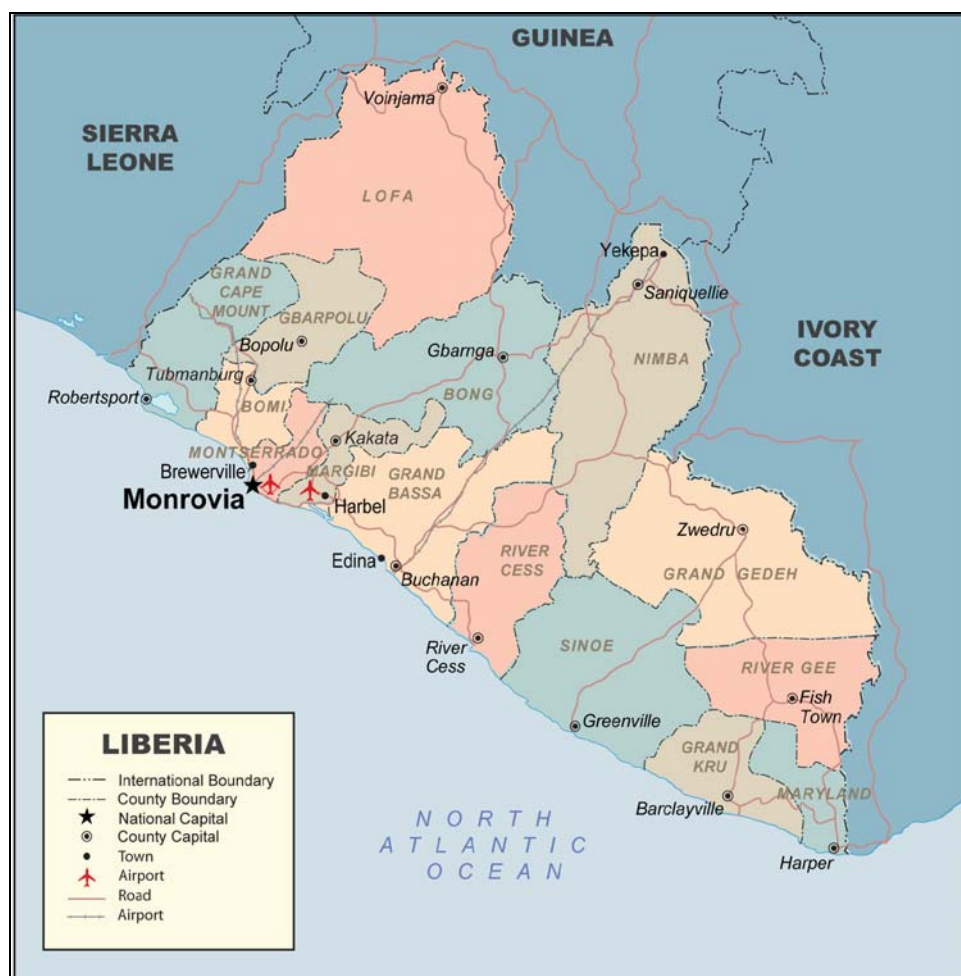 GUINEA
SIERRA
LEONE
IVORY
COAST
Voinjama
LOFA
Yekepa
Saniquellie
GRAND
CAPE
MOUNT
GBARPOLU
Bopolu
Gbarnga
NIMBA
Tubmanburg
BONG
Robertsport
BOMI
Kakata
MONTSERRADO
MARGIBI
GRAND
BASSA
Brewerville
Monrovia
Harbel
Zwedru
Edina
Buchanan
RIVER
CESS
GRAND GEDEH
River
Cess
SINOE
RIVER GEE
Fish
Town
Greenville
GRAND
KRU
MARYLAND
Barclayville
Harper
NORTH
ATLANTIC
OCEAN
LIBERIA
International Boundary
County Boundary
National Capital
County Capital
Town
Airport
Road
Airport